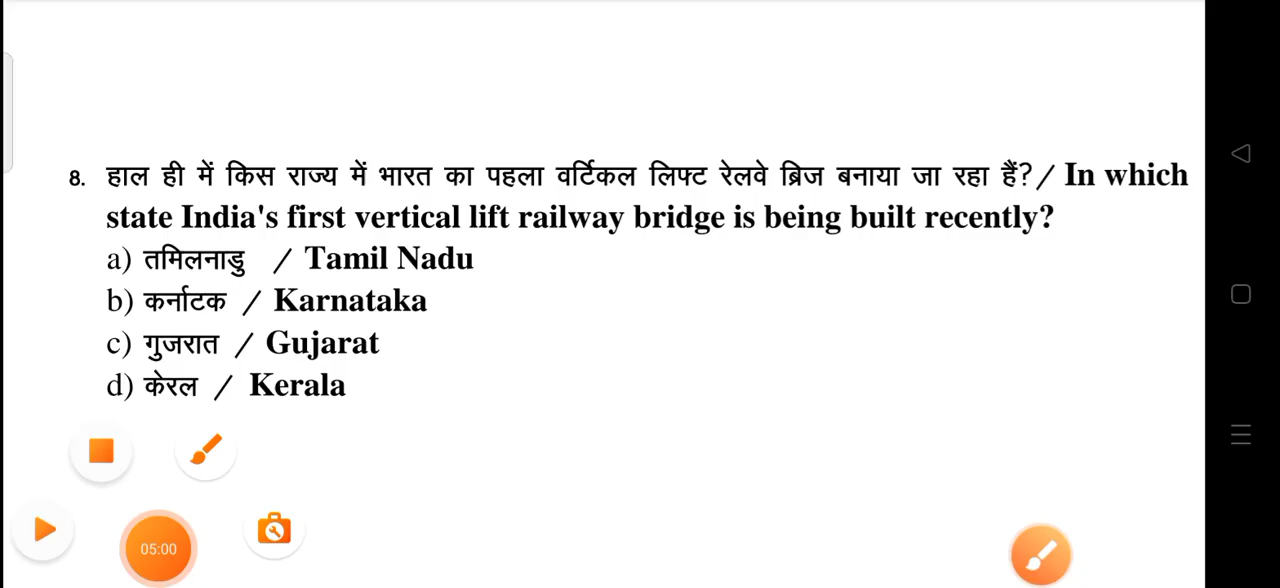 8. हाल ही में किस राज्य में भारत का पहला वर्टिकल लिफ्ट रेलवे ब्रिज बनाया जा रहा हैं? / In which
state India's first vertical lift railway bridge is being built recently?
a) तमिलनाडु / Tamil Nadu
b) कर्नाटक / Karnataka
c) गुजरात / Gujarat
d) केरल / Kerala
05:00